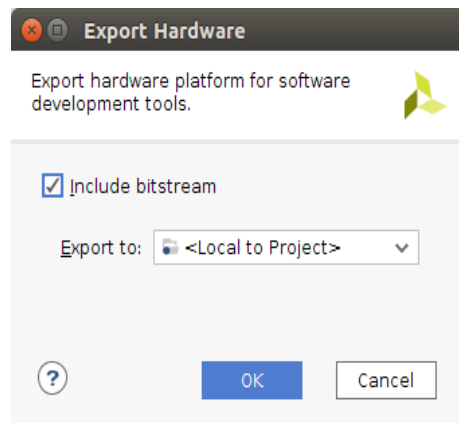 Export Hardware
Export hardware platform for software
development tools.
Include bitstream
Export to: <Local to Project>
?
OK Cancel